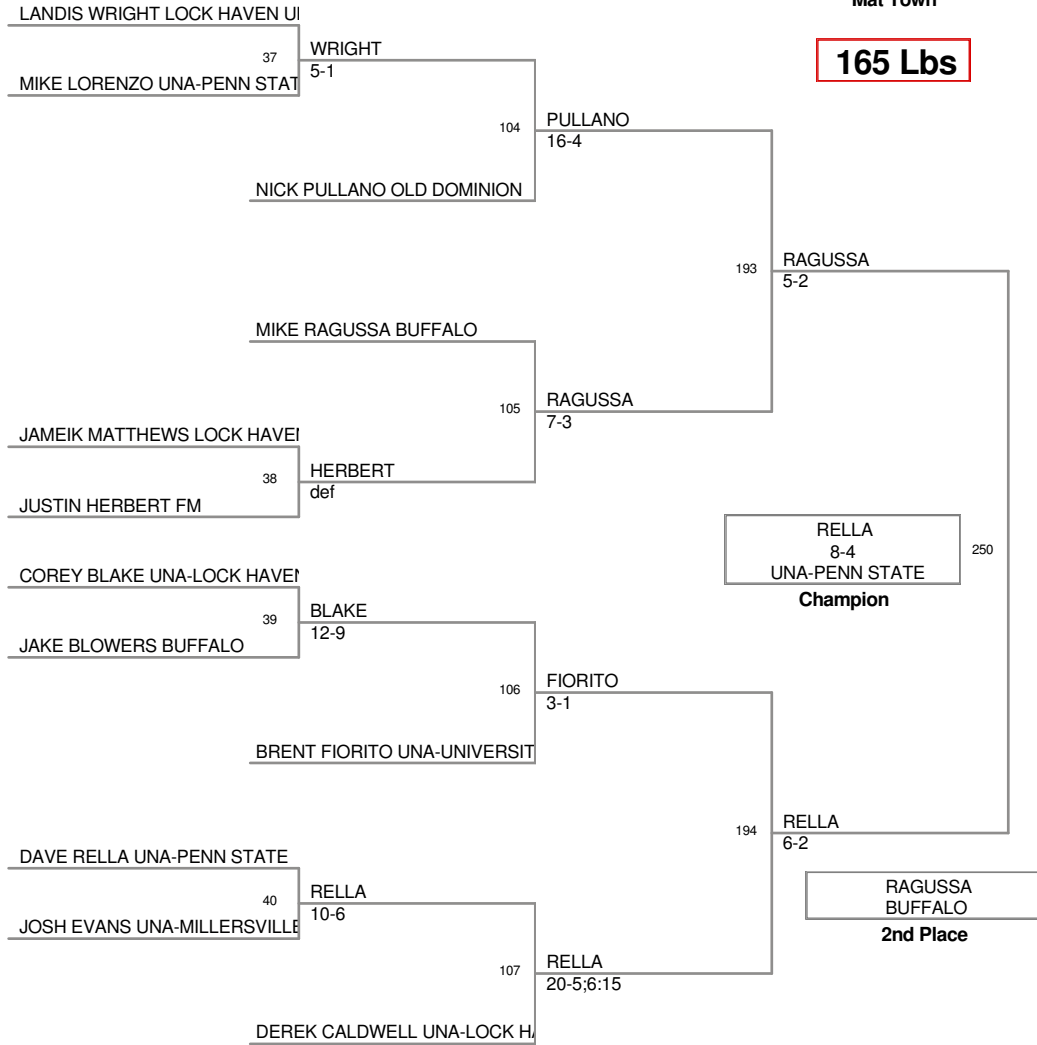 Mat Town
165 Lbs
LANDIS WRIGHT LOCK HAVEN
37
WRIGHT
5-1
MIKE LORENZO UNA-PENN STAT
104
PULLANO
16-4
NICK PULLANO OLD DOMINION
193
RAGUSSA
5-2
MIKE RAGUSSA BUFFALO
105
RAGUSSA
7-3
JAMEIK MATTHEWS LOCK HAVE
38
HERBERT
def
JUSTIN HERBERT FM
RELLA
8-4
UNA-PENN STATE
Champion
250
COREY BLAKE UNA-LOCK HAVE
39
BLAKE
12-9
JAKE BLOWERS BUFFALO
106
FIORITO
3-1
BRENT FIORITO UNA-UNIVERSIT
194
RELLA
6-2
DAVE RELLA UNA-PENN STATE
40
RELLA
10-6
JOSH EVANS UNA-MILLERSVILLE
RAGUSSA
BUFFALO
2nd Place
107
RELLA
20-5;6:15
DEREK CALDWELL UNA-LOCK H